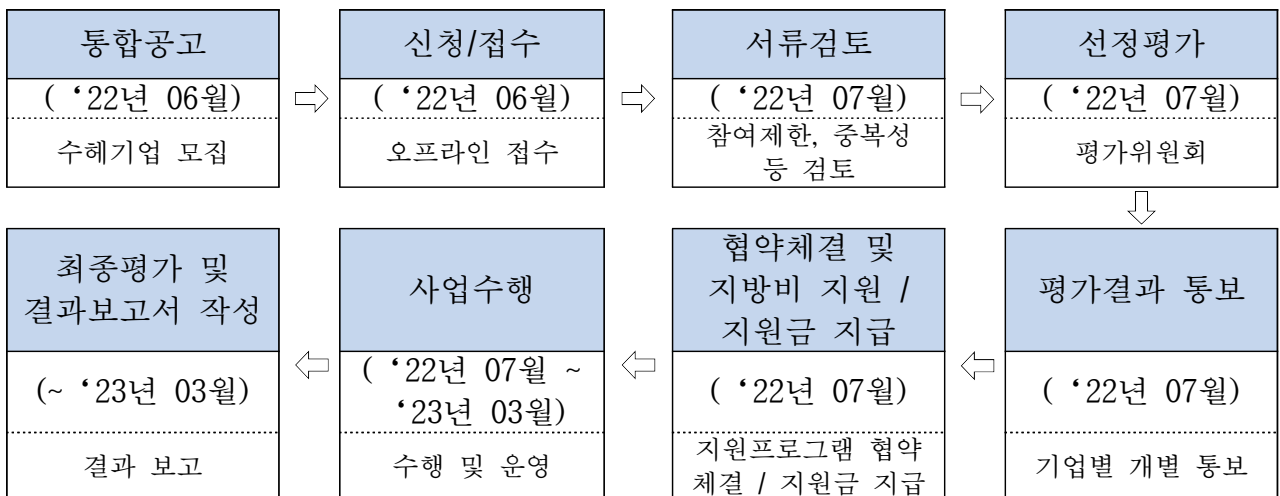 통합공고
( ‘22년 06월)
수혜기업 모집
신청/접수
( ‘22년 06월)
오프라인 접수
서류검토
( ‘22년 07월)
참여제한, 중복성
등 검토
선정평가
( ‘22년 07월)
평가위원회
평가결과 통보
( ‘22년 07월)
기업별 개별 통보
협약체결 및
지방비 지원 /
지원금 지급
( ‘22년 07월)
지원프로그램 협약
체결 / 지원금 지급
사업수행
( ‘22년 07월 ~
‘23년 03월)
수행 및 운영
최종평가 및
결과보고서 작성
(~ ‘23년 03월)
결과 보고